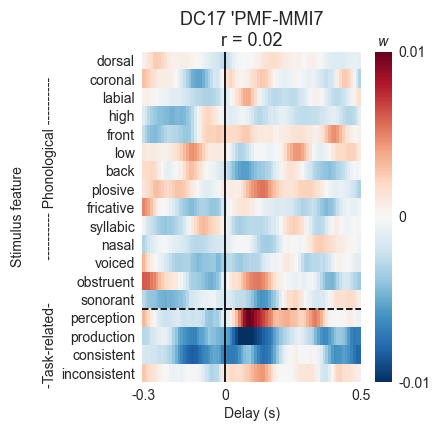 DC17 'PMF-MMI7
r = 0.02
w
dorsal
coronal
labial
high
front
low
back
plosive
fricative
syllabic
nasal
voiced
obstruent
sonorant
perception
production
consistent
inconsistent
Stimulus feature
-Task-related-
---------- Phonological ----------
0.01
0
-0.01
-0.3
0
0.5
Delay (s)